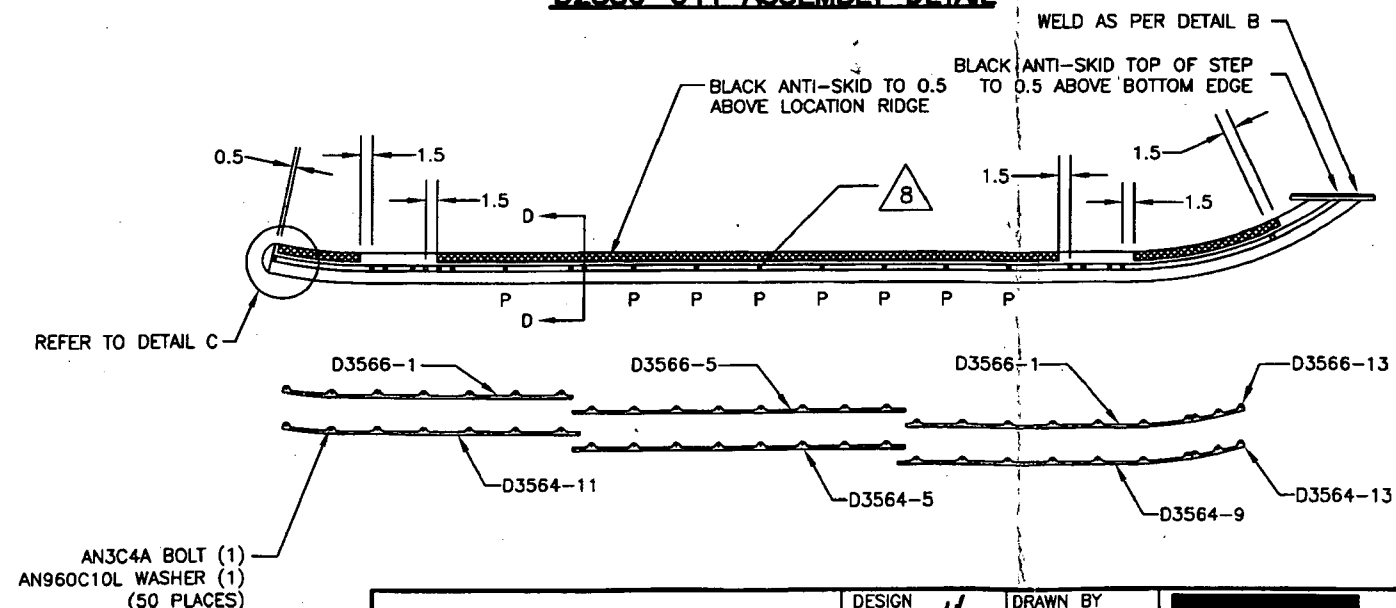 ASSEMBLY DETAIL
WELD AS PER DETAIL B
BLACK ANTI-SKID TO 0.5
ABOVE LOCATION RIDGE
BLACK ANTI-SKID TOP OF STEP
TO 0.5 ABOVE BOTTOM EDGE
0.5
1.5
1.5
D
8
1.5
1.5
1.5
P P P P P P P P
D
REFER TO DETAIL C
D3566-1
D3566-5
D3566-1
D3566-13
D3564-11
D3564-5
D3564-9
D3564-13
AN3C4A BOLT (1)
AN960C10L WASHER (1)
(50 PLACES)
DESIGN
DRAWN BY